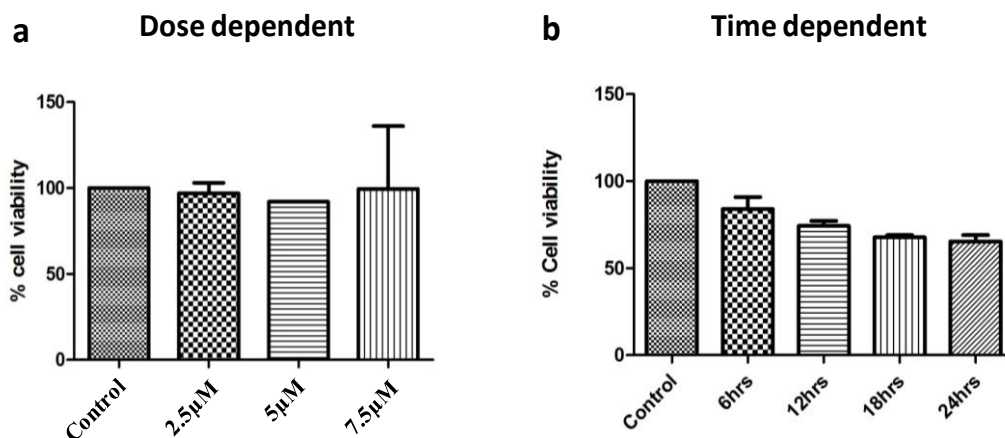 a
Dose dependent
% cell viability
150
100
50
0
Control
2.5µM
5µM
7.5µM
b
Time dependent
% Cell viability
150
100
50
0
Control
6hrs
12hrs
18hrs
24hrs